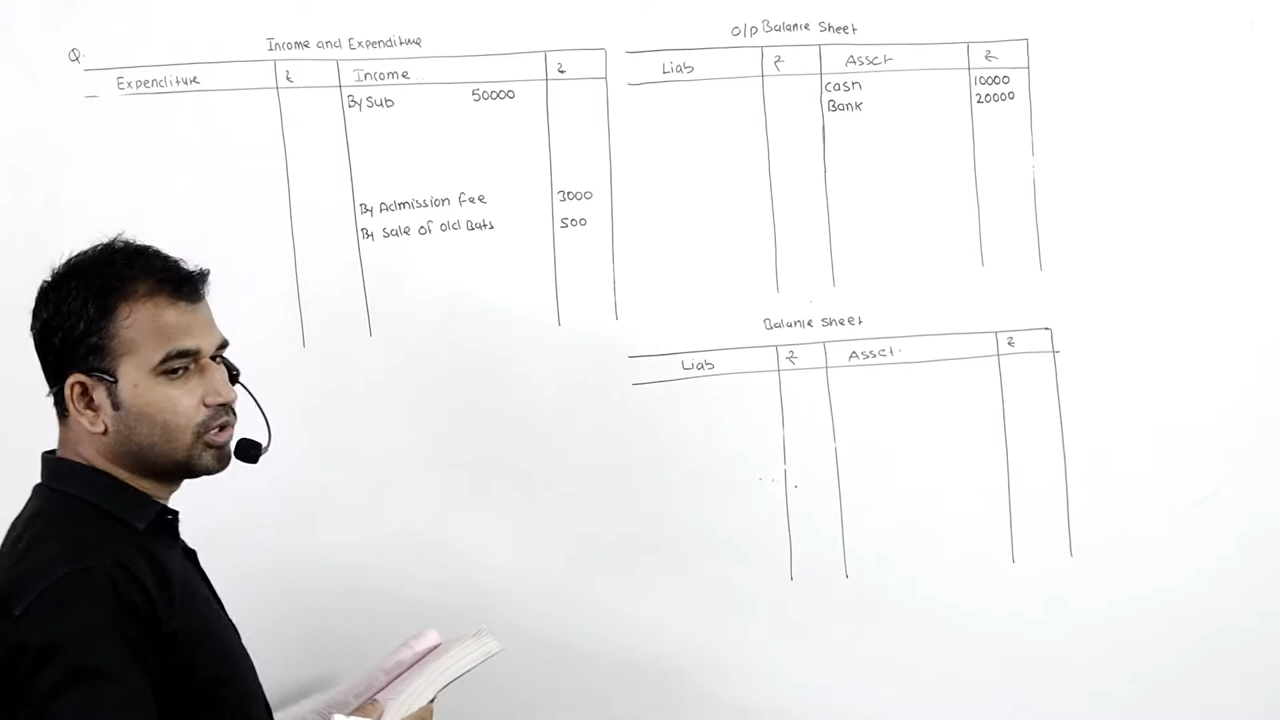 Q.
Income and Expenditure
Expenditure ₹ Income ₹
By Sub 50000
By Admission fee 3000
By Sale of old Bats 500
O/P Balance Sheet
Liab ₹ Asset ₹
Cash 10000
Bank 20000
Balance Sheet
Liab ₹ Asset ₹